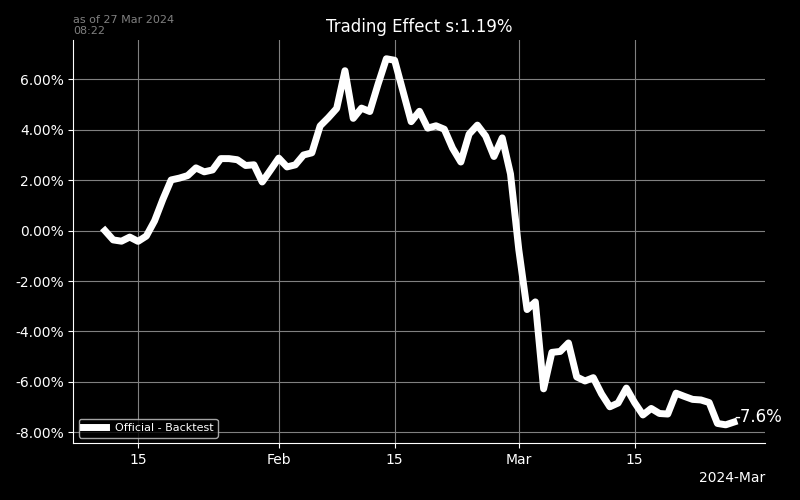 as of 27 Mar 2024
08:22
Trading Effect s:1.19%
6.00%
4.00%
2.00%
0.00%
-2.00%
-4.00%
-6.00%
-8.00%
-7.6%
Official - Backtest
15
Feb
15
Mar
15
2024-Mar